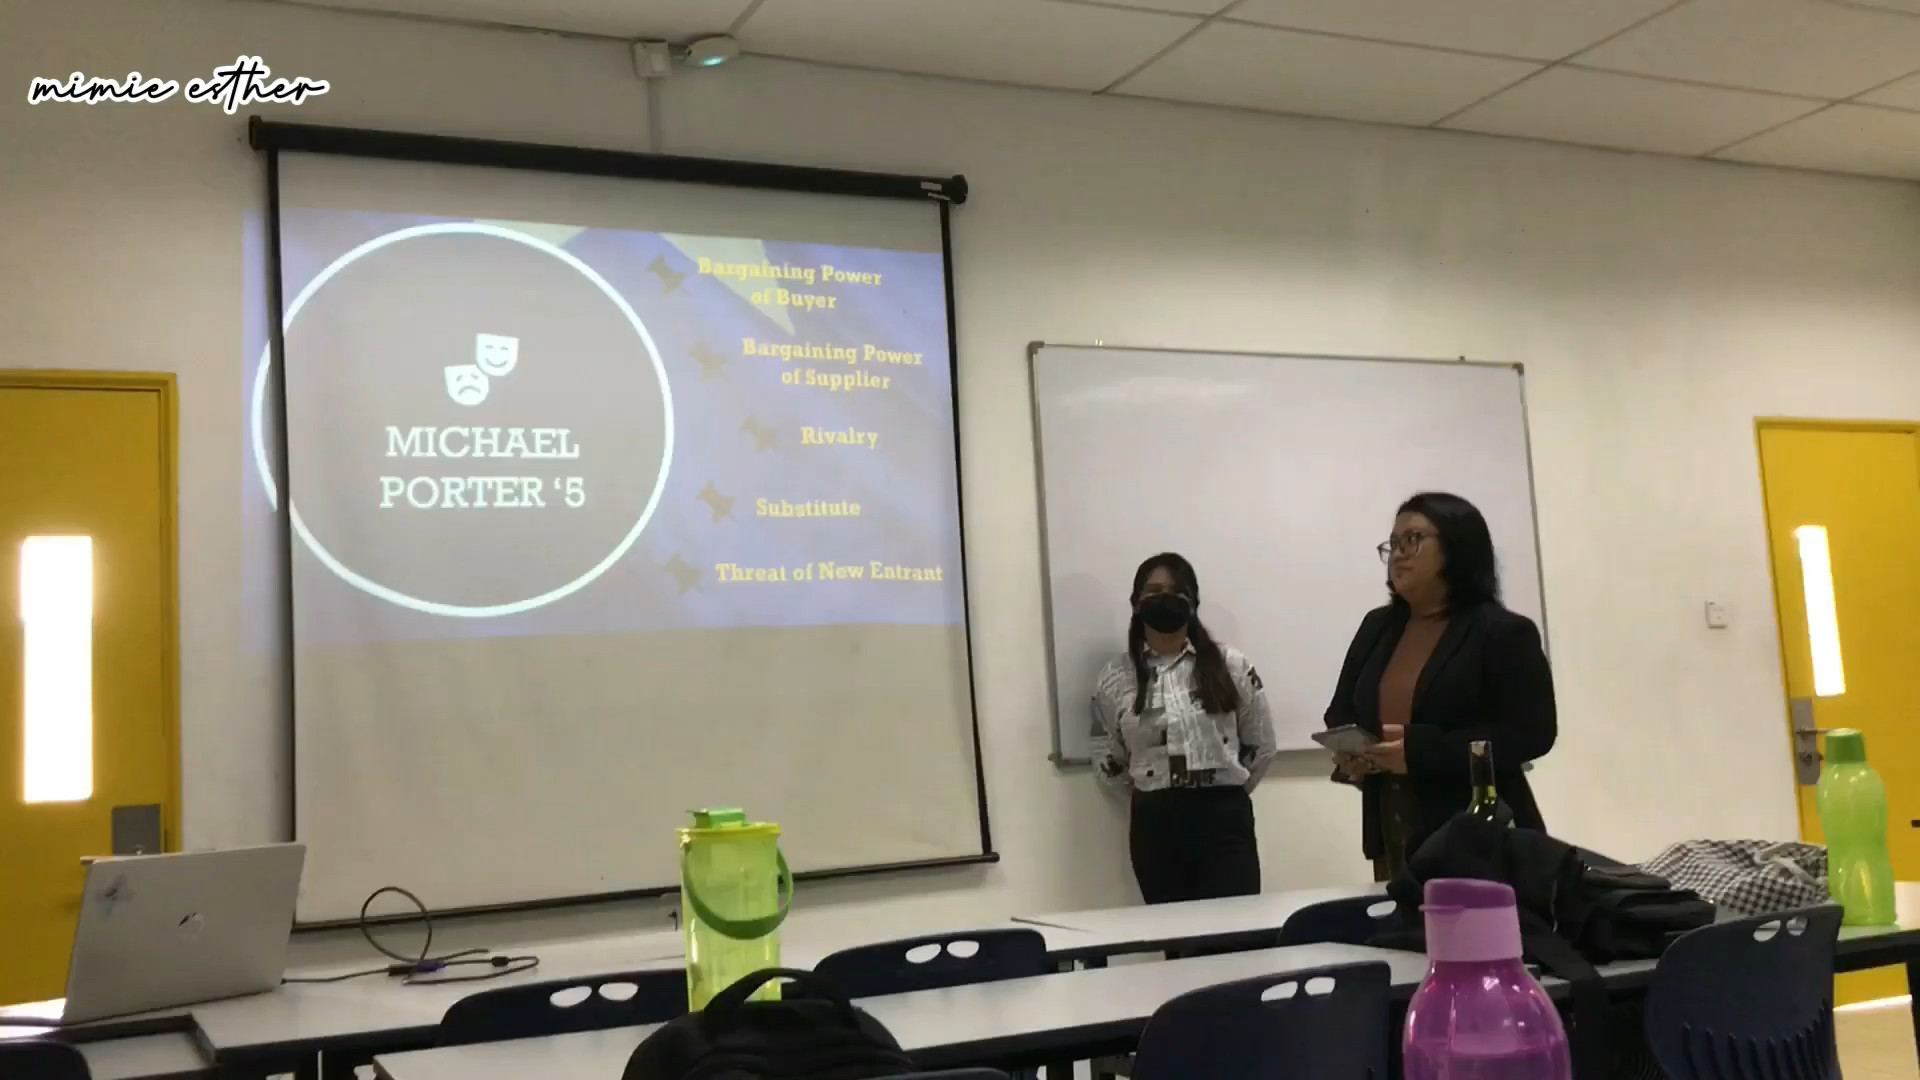 mimie esther
MICHAEL
PORTER ‘5
Bargaining Power
of Buyer
Bargaining Power
of Supplier
Rivalry
Substitute
Threat of New Entrant